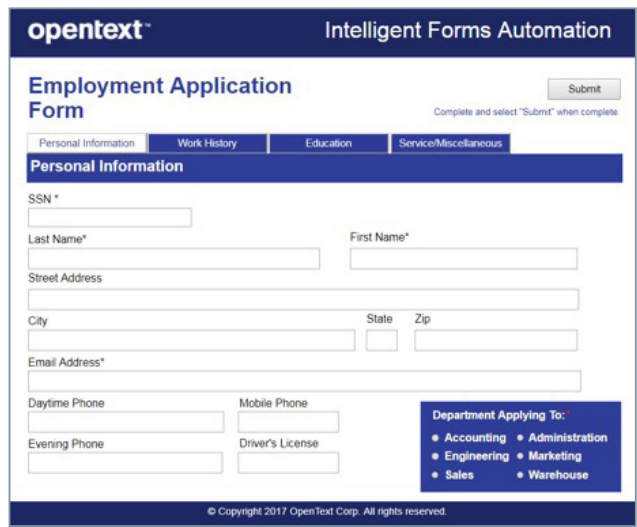 opentext™
Intelligent Forms Automation
Employment Application
Form
Submit
Complete and select "Submit" when complete
Personal Information
Work History
Education
Service/Miscellaneous
Personal Information
SSN *
Last Name*
First Name*
Street Address
City
State
Zip
Email Address*
Daytime Phone
Mobile Phone
Evening Phone
Driver's License
Department Applying To:*
Accounting
Administration
Engineering
Marketing
Sales
Warehouse
© Copyright 2017 OpenText Corp. All rights reserved.